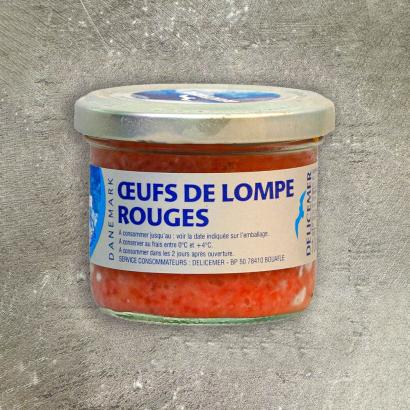 DANEMARK
ŒUFS DE LOMPE
ROUGES
A consommer jusqu'au : voir la date indiquée sur l'emballage.
A conserver au frais entre 0°C et +4°C.
A consommer dans les 2 jours après ouverture.
SERVICE CONSOMMATEURS : DELICEMER - BP 50 78410 BOUAFLE
DELICEMER